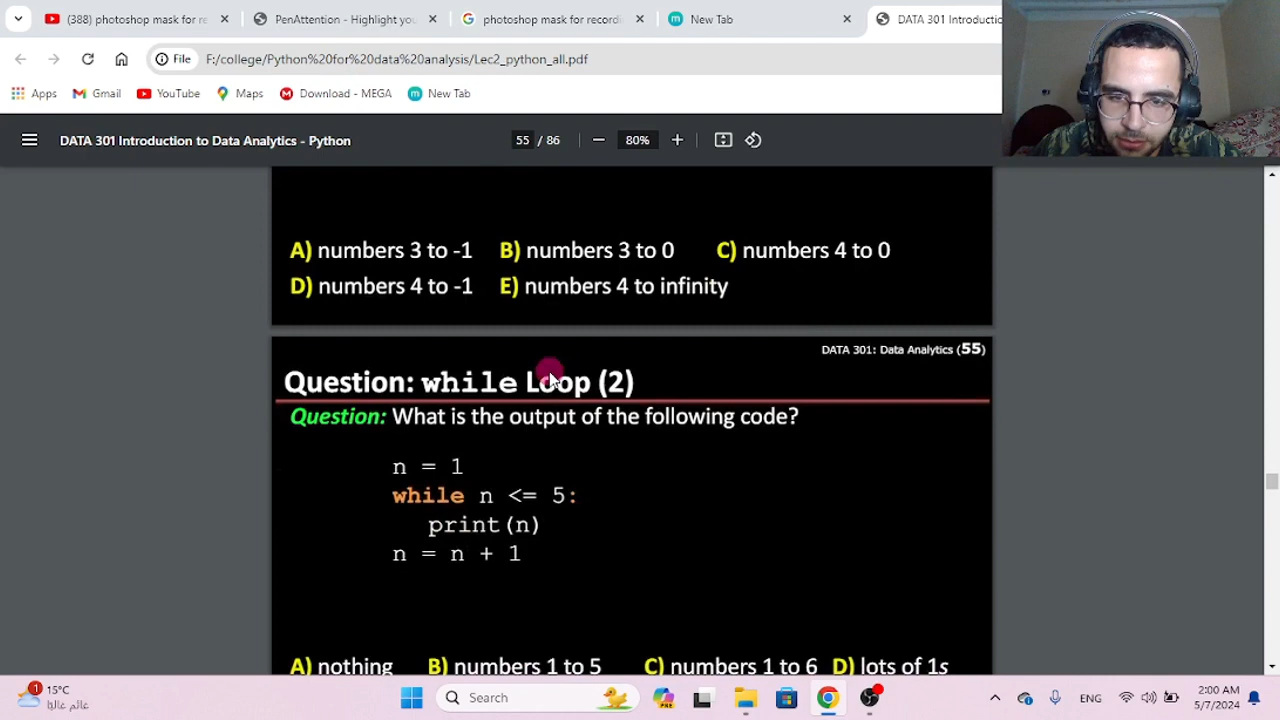 (388) photoshop mask for re
PenAttention - Highlight you
photoshop mask for record
New Tab
DATA 301 Introductio
File
F:/college/Python%20for%20data%20analysis/Lec2_python_all.pdf
Apps
Gmail
YouTube
Maps
Download - MEGA
New Tab
DATA 301 Introduction to Data Analytics - Python
55 / 86
80%
A) numbers 3 to -1 B) numbers 3 to 0 C) numbers 4 to 0
D) numbers 4 to -1 E) numbers 4 to infinity
DATA 301: Data Analytics (55)
Question: while Loop (2)
Question: What is the output of the following code?
n = 1
while n <= 5:
print(n)
n = n + 1
A) nothing B) numbers 1 to 5 C) numbers 1 to 6 D) lots of 1s
1
15°C
غائم غالبا
Search
PRE
ENG
2:00 AM
5/7/2024